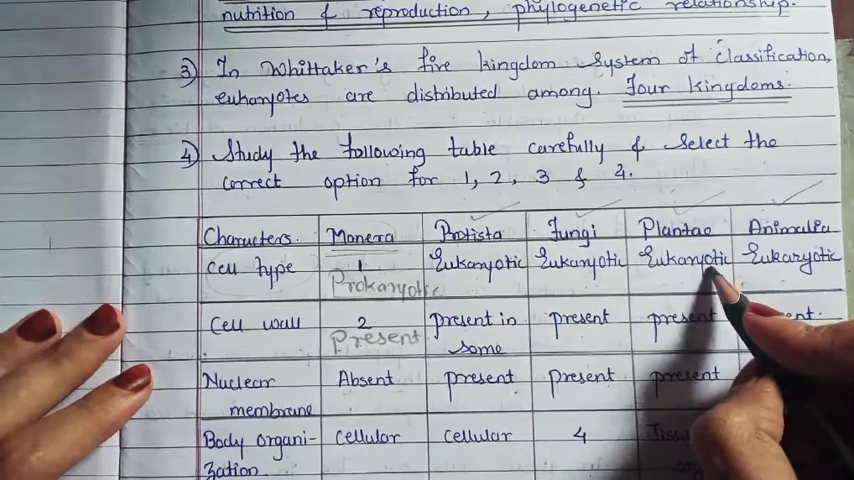 nutrition & reproduction, phylogenetic relationship.
3) In Whittaker's five kingdom system of classification,
eukaryotes are distributed among. Four kingdoms.
4) Study the following table carefully & select the
correct option for 1, 2, 3 & 4.
Characters. Monera Protista Fungi Plantae Animalia
Cell type 1 Prokaryotic Eukaryotic Eukaryotic Eukaryotic Eukaryotic
Cell wall 2 Present present in some present present
Nuclear membrane Absent present Present present
Body organization. cellular cellular 4